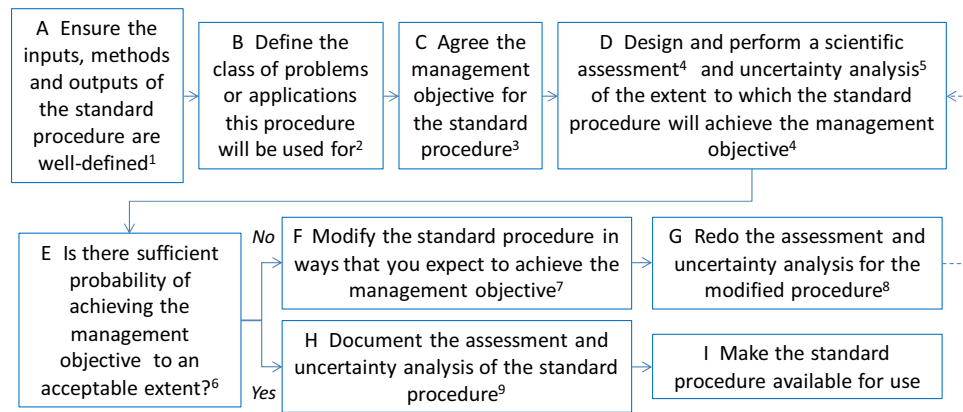 A Ensure the
inputs, methods
and outputs of
the standard
procedure are
well-defined¹
B Define the
class of problems
or applications
this procedure
will be used for²
C Agree the
management
objective for
the standard
procedure³
D Design and perform a scientific
assessment⁴ and uncertainty analysis⁵
of the extent to which the standard
procedure will achieve the management
objective⁴
E Is there sufficient
probability of
achieving the
management
objective to an
acceptable extent?⁶
No
F Modify the standard procedure in
ways that you expect to achieve the
management objective⁷
G Redo the assessment and
uncertainty analysis for the
modified procedure⁸
Yes
H Document the assessment and
uncertainty analysis of the standard
procedure⁹
I Make the standard
procedure available for use